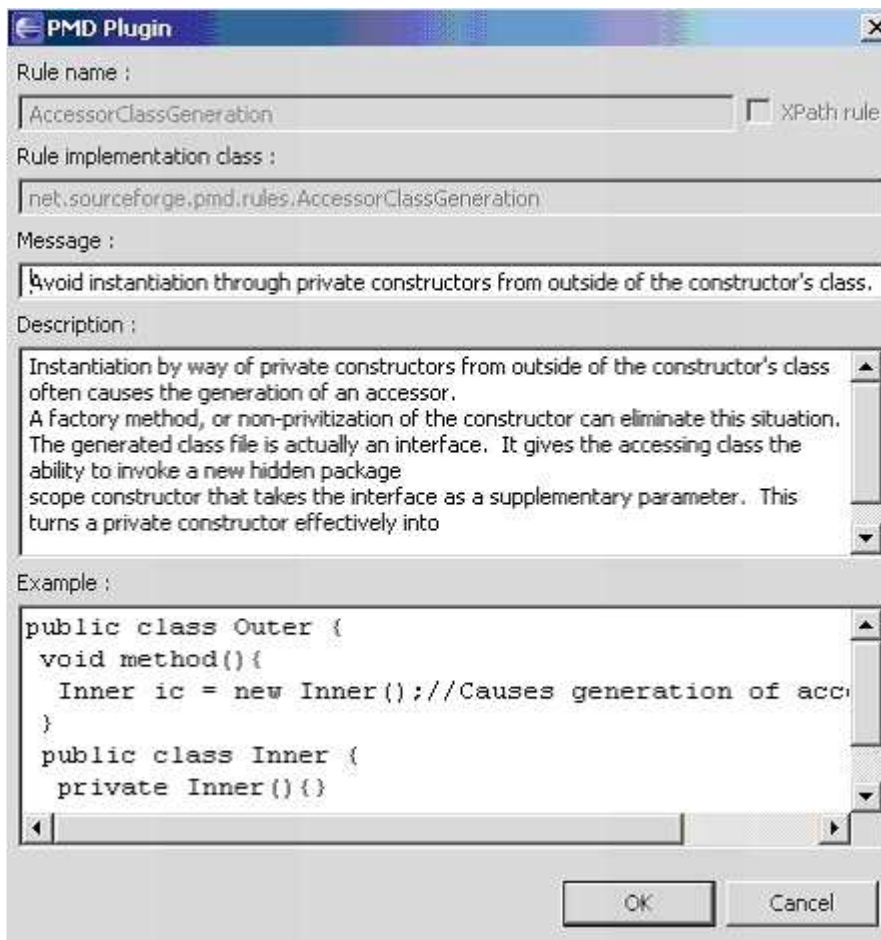 PMD Plugin
Rule name :
AccessorClassGeneration
XPath rule
Rule implementation class :
net.sourceforge.pmd.rules.AccessorClassGeneration
Message :
Avoid instantiation through private constructors from outside of the constructor's class.
Description :
Instantiation by way of private constructors from outside of the constructor's class
often causes the generation of an accessor.
A factory method, or non-privitization of the constructor can eliminate this situation.
The generated class file is actually an interface.  It gives the accessing class the
ability to invoke a new hidden package
scope constructor that takes the interface as a supplementary parameter.  This
turns a private constructor effectively into
Example :
public class Outer {
void method(){
Inner ic = new Inner();//Causes generation of acc
}
public class Inner {
private Inner(){}
OK
Cancel